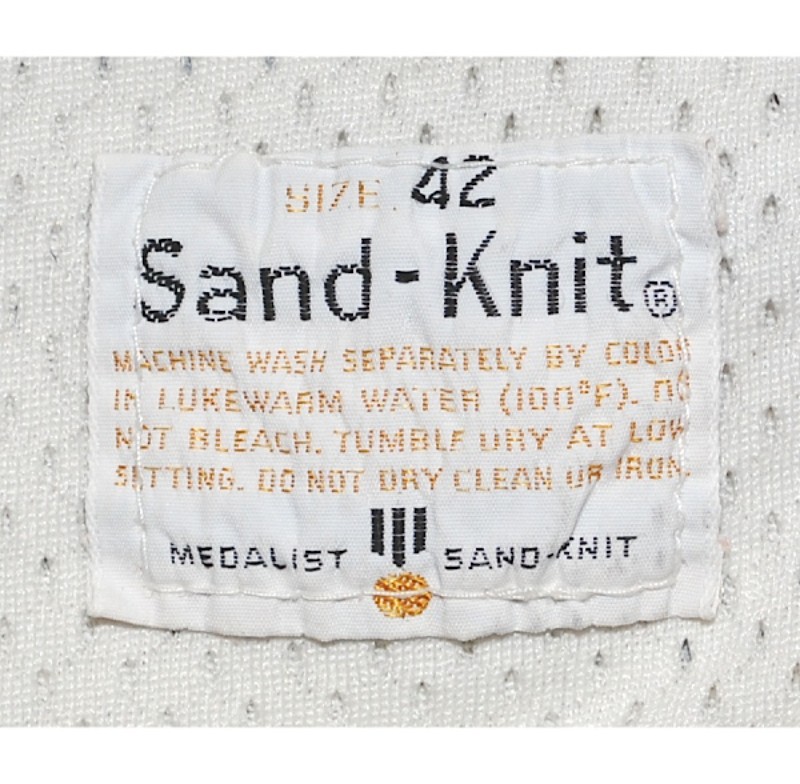 SIZE 42
Sand-Knit®
MACHINE WASH SEPARATELY BY COLOR
IN LUKEWARM WATER (100°F). DO
NOT BLEACH. TUMBLE DRY AT LOW
SETTING. DO NOT DRY CLEAN OR IRON.
MEDALIST SAND-KNIT